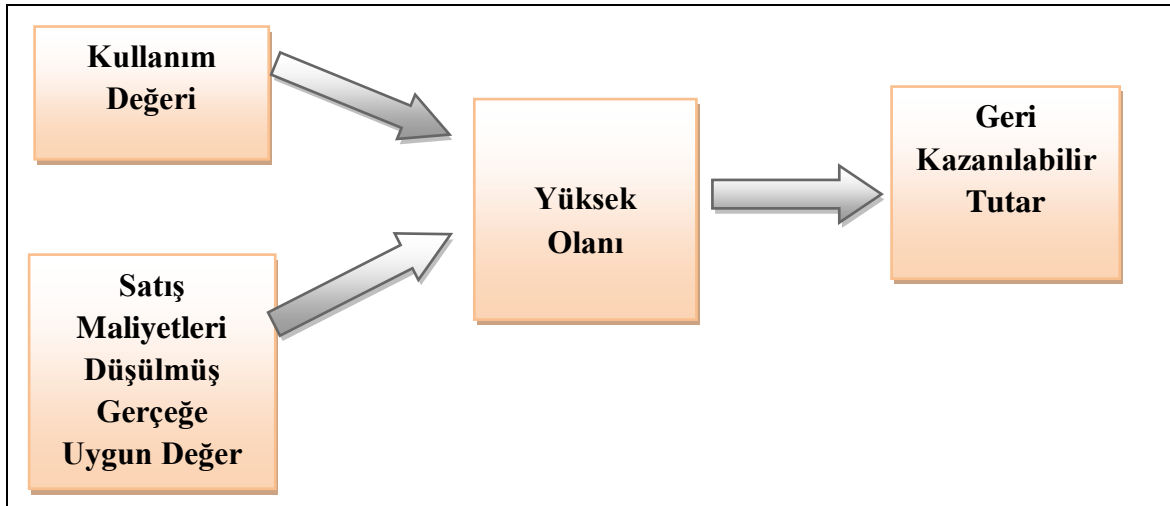 Kullanım
Değeri
Satış
Maliyetleri
Düşülmüş
Gerçeğe
Uygun Değer
Yüksek
Olanı
Geri
Kazanılabilir
Tutar